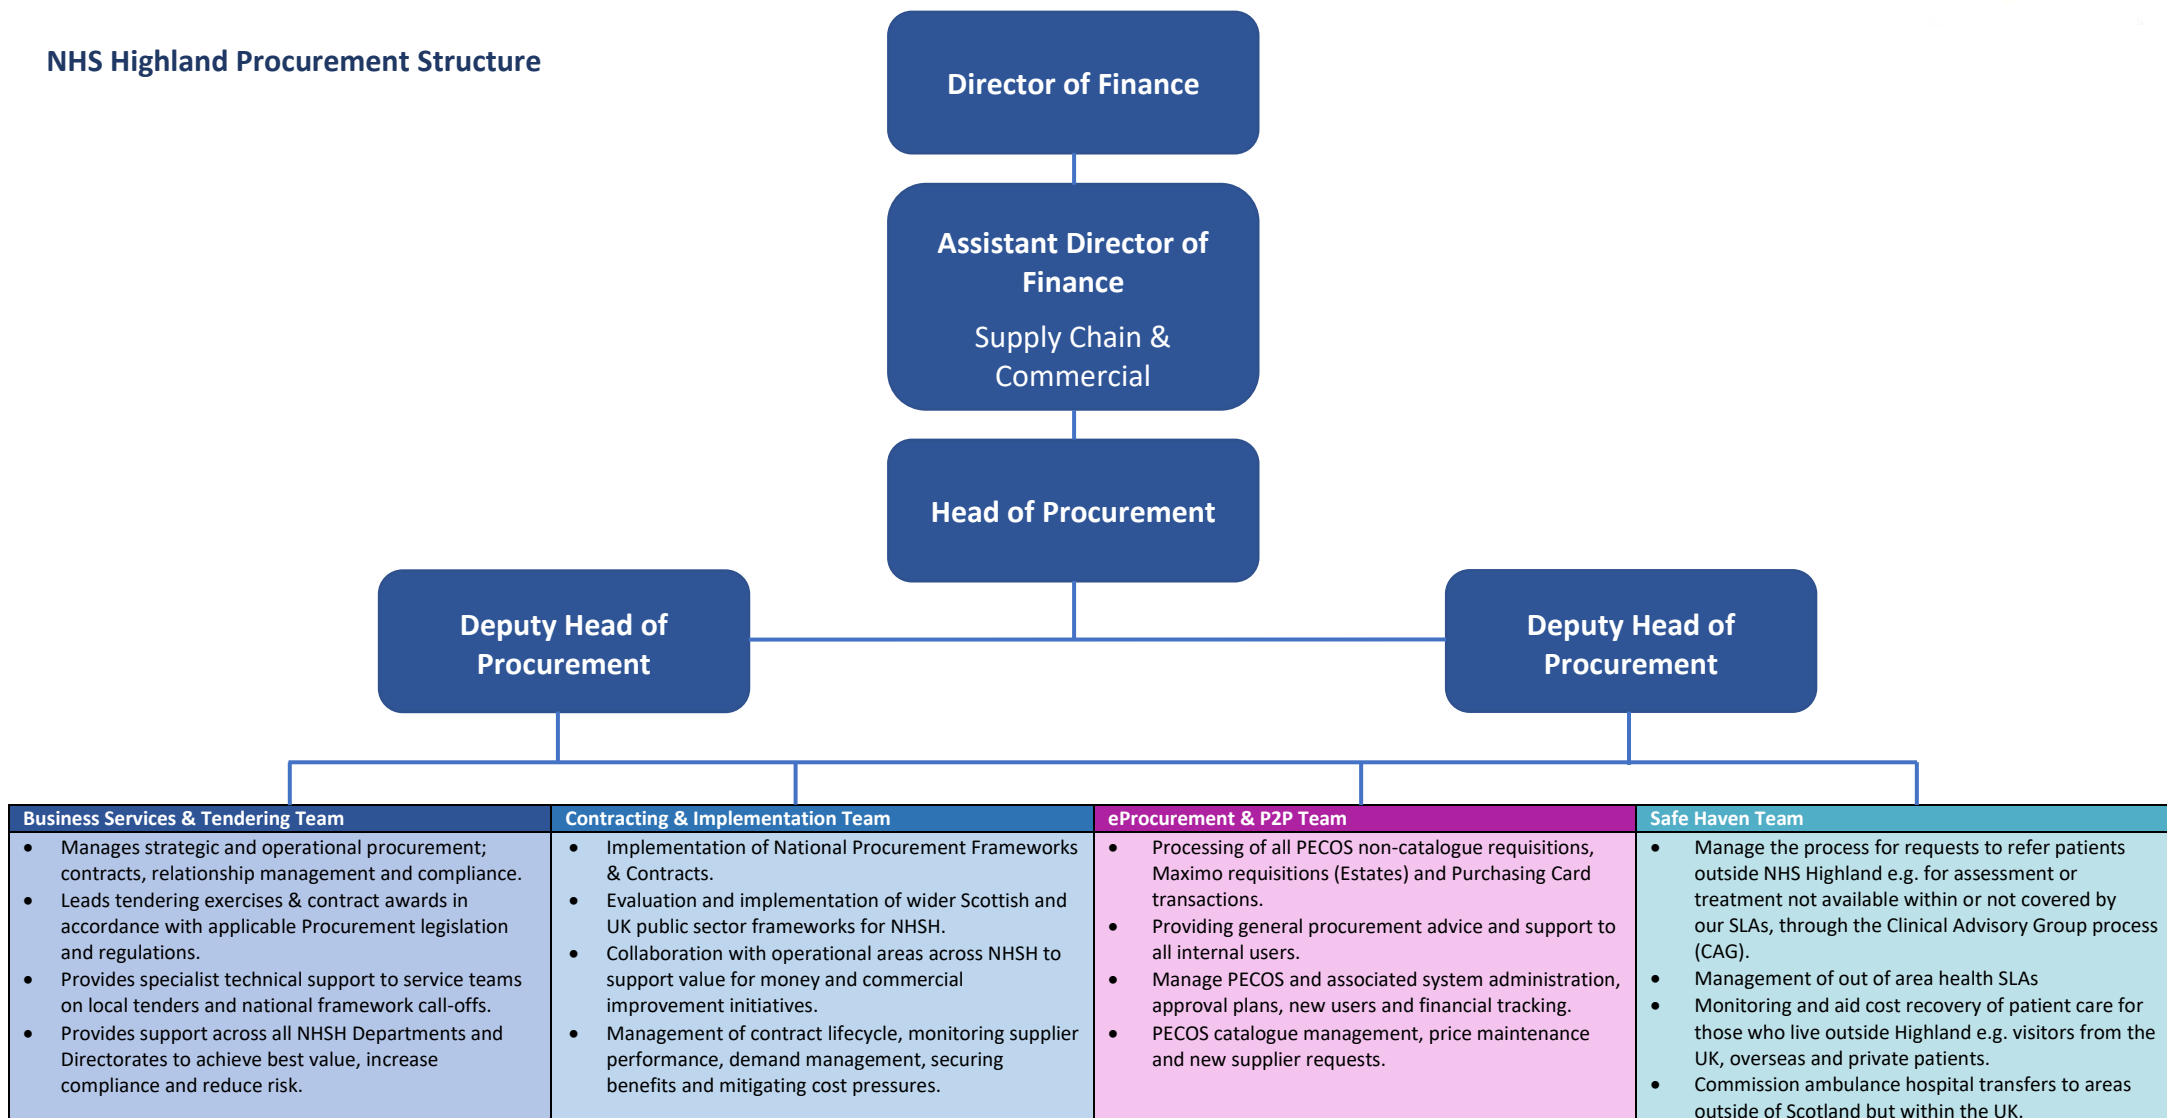 NHS Highland Procurement Structure
Director of Finance
Assistant Director of
Finance
Supply Chain &
Commercial
Head of Procurement
Deputy Head of
Procurement
Deputy Head of
Procurement
Business Services & Tendering Team
• Manages strategic and operational procurement;
contracts, relationship management and compliance.
• Leads tendering exercises & contract awards in
accordance with applicable Procurement legislation
and regulations.
• Provides specialist technical support to service teams
on local tenders and national framework call-offs.
• Provides support across all NHSH Departments and
Directorates to achieve best value, increase
compliance and reduce risk.
Contracting & Implementation Team
• Implementation of National Procurement Frameworks
& Contracts.
• Evaluation and implementation of wider Scottish and
UK public sector frameworks for NHSH.
• Collaboration with operational areas across NHSH to
support value for money and commercial
improvement initiatives.
• Management of contract lifecycle, monitoring supplier
performance, demand management, securing
benefits and mitigating cost pressures.
eProcurement & P2P Team
• Processing of all PECOS non-catalogue requisitions,
Maximo requisitions (Estates) and Purchasing Card
transactions.
• Providing general procurement advice and support to
all internal users.
• Manage PECOS and associated system administration,
approval plans, new users and financial tracking.
• PECOS catalogue management, price maintenance
and new supplier requests.
Safe Haven Team
• Manage the process for requests to refer patients
outside NHS Highland e.g. for assessment or
treatment not available within or not covered by
our SLAs, through the Clinical Advisory Group process
(CAG).
• Management of out of area health SLAs
• Monitoring and aid cost recovery of patient care for
those who live outside Highland e.g. visitors from the
UK, overseas and private patients.
• Commission ambulance hospital transfers to areas
outside of Scotland but within the UK.